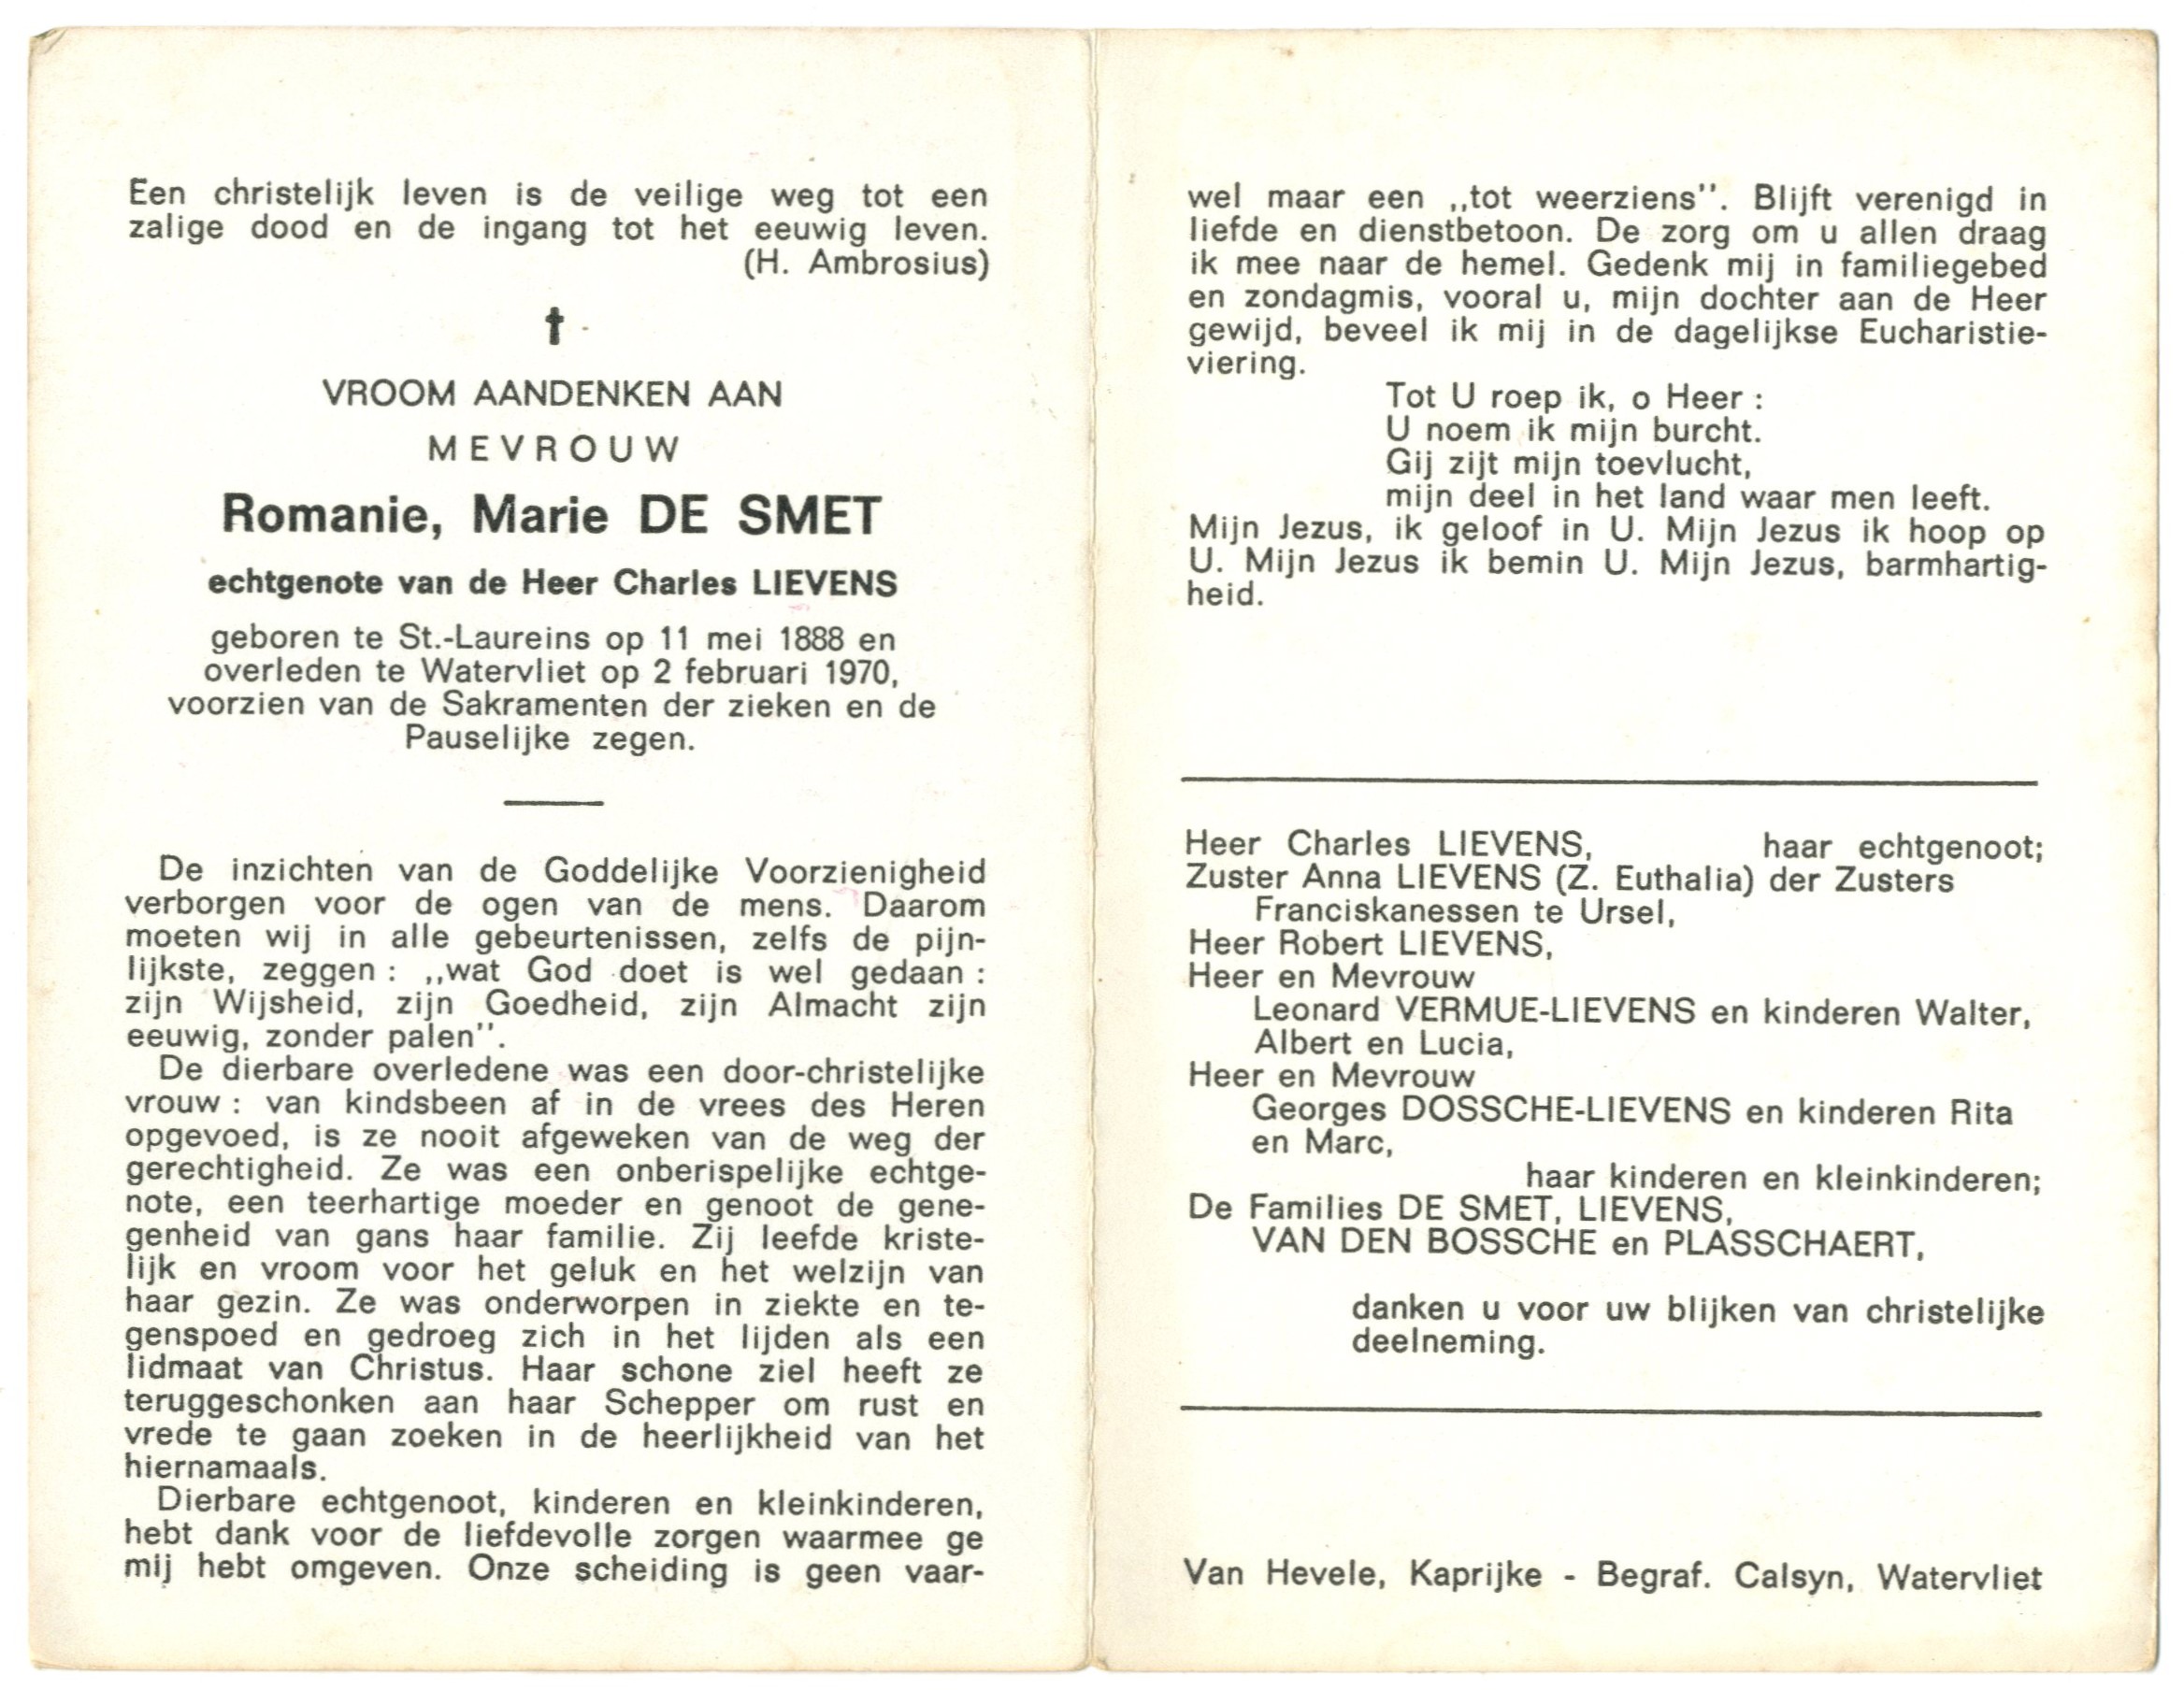 Een christelijk leven is de veilige weg tot een
zalige dood en de ingang tot het eeuwig leven.
(H. Ambrosius)
✝
VROOM AANDENKEN AAN
MEVROUW
Romanie, Marie DE SMET
echtgenote van de Heer Charles LIEVENS
geboren te St.-Laureins op 11 mei 1888 en
overleden te Watervliet op 2 februari 1970,
voorzien van de Sakramenten der zieken en de
Pauselijke zegen.
De inzichten van de Goddelijke Voorzienigheid
verborgen voor de ogen van de mens. Daarom
moeten wij in alle gebeurtenissen, zelfs de pijn-
lijkste, zeggen : ,,wat God doet is wel gedaan :
zijn Wijsheid, zijn Goedheid, zijn Almacht zijn
eeuwig, zonder palen''.
De dierbare overledene was een door-christelijke
vrouw : van kindsbeen af in de vrees des Heren
opgevoed, is ze nooit afgeweken van de weg der
gerechtigheid. Ze was een onberispelijke echtge-
note, een teerhartige moeder en genoot de gene-
genheid van gans haar familie. Zij leefde kriste-
lijk en vroom voor het geluk en het welzijn van
haar gezin. Ze was onderworpen in ziekte en te-
genspoed en gedroeg zich in het lijden als een
lidmaat van Christus. Haar schone ziel heeft ze
teruggeschonken aan haar Schepper om rust en
vrede te gaan zoeken in de heerlijkheid van het
hiernamaals.
Dierbare echtgenoot, kinderen en kleinkinderen,
hebt dank voor de liefdevolle zorgen waarmee ge
mij hebt omgeven. Onze scheiding is geen vaar-
wel maar een ,,tot weerziens''. Blijft verenigd in
liefde en dienstbetoon. De zorg om u allen draag
ik mee naar de hemel. Gedenk mij in familiegebed
en zondagmis, vooral u, mijn dochter aan de Heer
gewijd, beveel ik mij in de dagelijkse Eucharistie-
viering.
Tot U roep ik, o Heer :
U noem ik mijn burcht.
Gij zijt mijn toevlucht,
mijn deel in het land waar men leeft.
Mijn Jezus, ik geloof in U. Mijn Jezus ik hoop op
U. Mijn Jezus ik bemin U. Mijn Jezus, barmhartig-
heid.
Heer Charles LIEVENS, haar echtgenoot;
Zuster Anna LIEVENS (Z. Euthalia) der Zusters
Franciskanessen te Ursel,
Heer Robert LIEVENS,
Heer en Mevrouw
Leonard VERMUE-LIEVENS en kinderen Walter,
Albert en Lucia,
Heer en Mevrouw
Georges DOSSCHE-LIEVENS en kinderen Rita
en Marc,
haar kinderen en kleinkinderen;
De Families DE SMET, LIEVENS,
VAN DEN BOSSCHE en PLASSCHAERT,
danken u voor uw blijken van christelijke
deelneming.
Van Hevele, Kaprijke - Begraf. Calsyn, Watervliet